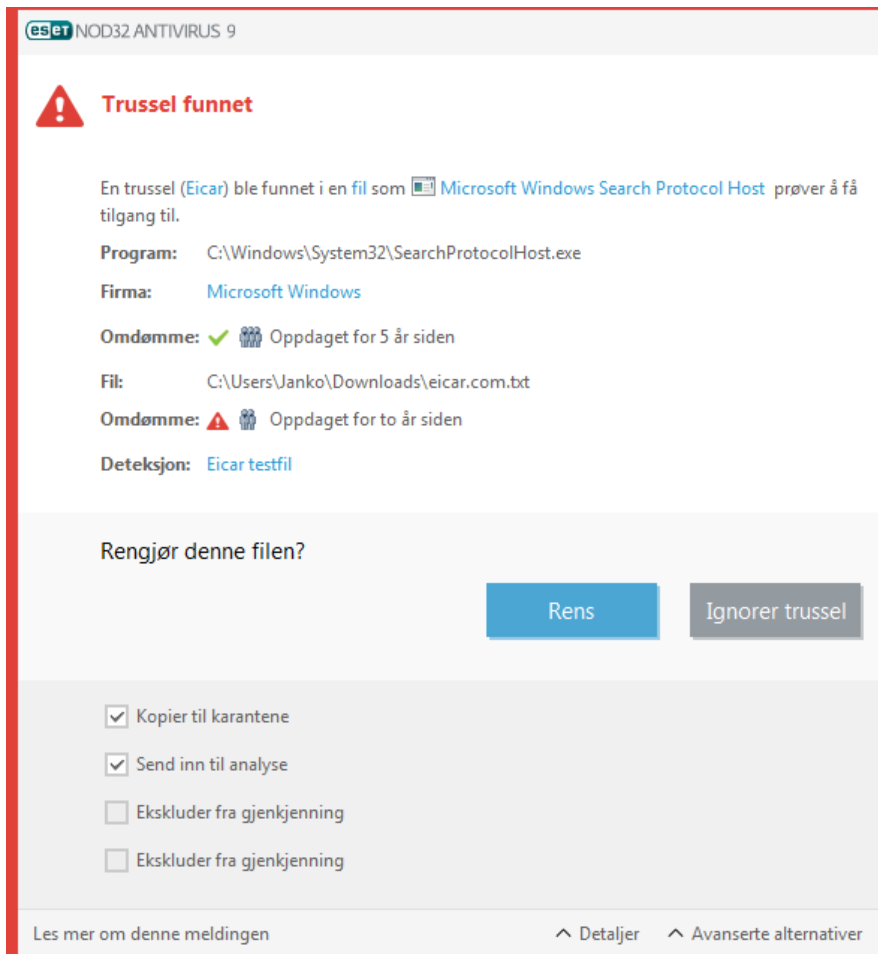 eset NOD32 ANTIVIRUS 9
Trussel funnet
En trussel (Eicar) ble funnet i en fil som Microsoft Windows Search Protocol Host prøver å få
tilgang til.
Program: C:\Windows\System32\SearchProtocolHost.exe
Firma: Microsoft Windows
Omdømme: Oppdaget for 5 år siden
Fil: C:\Users\Janko\Downloads\eicar.com.txt
Omdømme: Oppdaget for to år siden
Deteksjon: Eicar testfil
Rengjør denne filen?
Rens Ignorer trussel
Kopier til karantene
Send inn til analyse
Ekskluder fra gjenkjenning
Ekskluder fra gjenkjenning
Les mer om denne meldingen Detaljer Avanserte alternativer